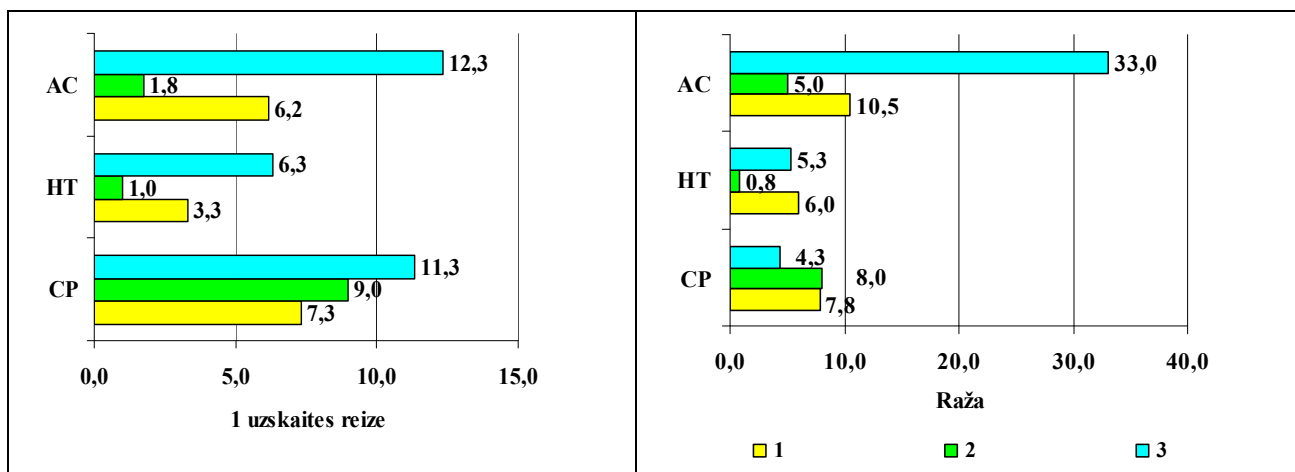 AC
12,3
1,8
6,2
HT
6,3
1,0
3,3
CP
11,3
9,0
7,3
0,0 5,0 10,0 15,0
1 uzskaites reize
AC
33,0
5,0
10,5
HT
5,3
0,8
6,0
CP
4,3
8,0
7,8
0,0 10,0 20,0 30,0 40,0
Raža
1 2 3